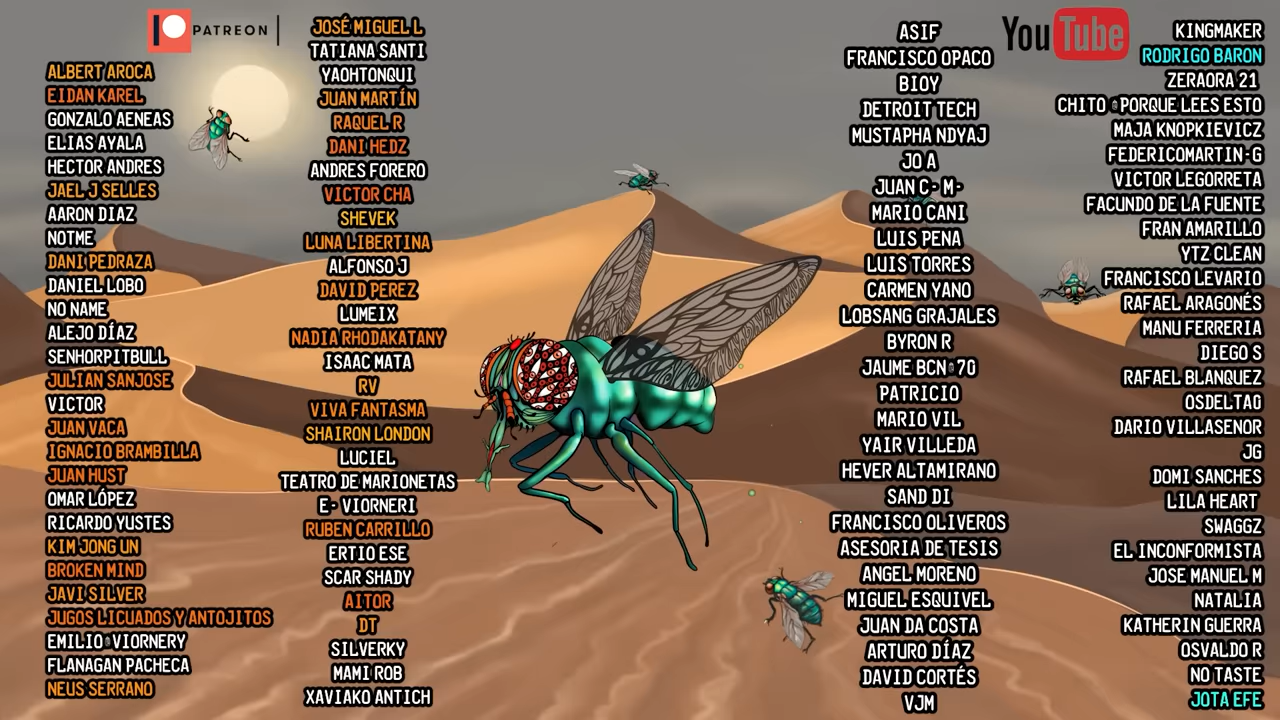 PATREON
ALBERT AROCA
EIDAN KAREL
GONZALO AENEAS
ELIAS AYALA
HECTOR ANDRES
JAEL J SELLES
AARON DIAZ
NOTME
DANI PEDRAZA
DANIEL LOBO
NO NAME
ALEJO DÍAZ
SENHORPITBULL
JULIAN SANJOSE
VICTOR
JUAN VACA
IGNACIO BRAMBILLA
JUAN HUST
OMAR LÓPEZ
RICARDO YUSTES
KIM JONG UN
BROKEN MIND
JAVI SILVER
JUGOS LICUADOS Y ANTOJITOS
EMILIO@VIORNERY
FLANAGAN PACHECA
NEUS SERRANO
JOSÉ MIGUEL L
TATIANA SANTI
YAOHTONQUI
JUAN MARTÍN
RAQUEL R
DANI HEDZ
ANDRES FORERO
VICTOR CHA
SHEVEK
LUNA LIBERTINA
ALFONSO J
DAVID PEREZ
LUMEIX
NADIA RHODAKATANY
ISAAC MATA
RV
VIVA FANTASMA
SHAIRON LONDON
LUCIEL
TEATRO DE MARIONETAS
E- VIORNERI
RUBEN CARRILLO
ERTIO ESE
SCAR SHADY
AITOR
DT
SILVERKY
MAMI ROB
XAVIAKO ANTICH
YouTube
ASIF
FRANCISCO OPACO
BIOY
DETROIT TECH
MUSTAPHA NDYAJ
JO A
JUAN C- M-
MARIO CANI
LUIS PENA
LUIS TORRES
CARMEN YANO
LOBSANG GRAJALES
BYRON R
JAUME BCN@70
PATRICIO
MARIO VIL
YAIR VILLEDA
HEVER ALTAMIRANO
SAND DI
FRANCISCO OLIVEROS
ASESORIA DE TESIS
ANGEL MORENO
MIGUEL ESQUIVEL
JUAN DA COSTA
ARTURO DÍAZ
DAVID CORTÉS
VJM
KINGMAKER
RODRIGO BARON
ZERAORA 21
CHITO @PORQUE LEES ESTO
MAJA KNOPKIEVICZ
FEDERICOMARTIN-G
VICTOR LEGORRETA
FACUNDO DE LA FUENTE
FRAN AMARILLO
YTZ CLEAN
FRANCISCO LEVARIO
RAFAEL ARAGONÉS
MANU FERRERIA
DIEGO S
RAFAEL BLANQUEZ
OSDELTAG
DARIO VILLASENOR
JG
DOMI SANCHES
LILA HEART
SWAGGZ
EL INCONFORMISTA
JOSE MANUEL M
NATALIA
KATHERIN GUERRA
OSVALDO R
NO TASTE
JOTA EFE